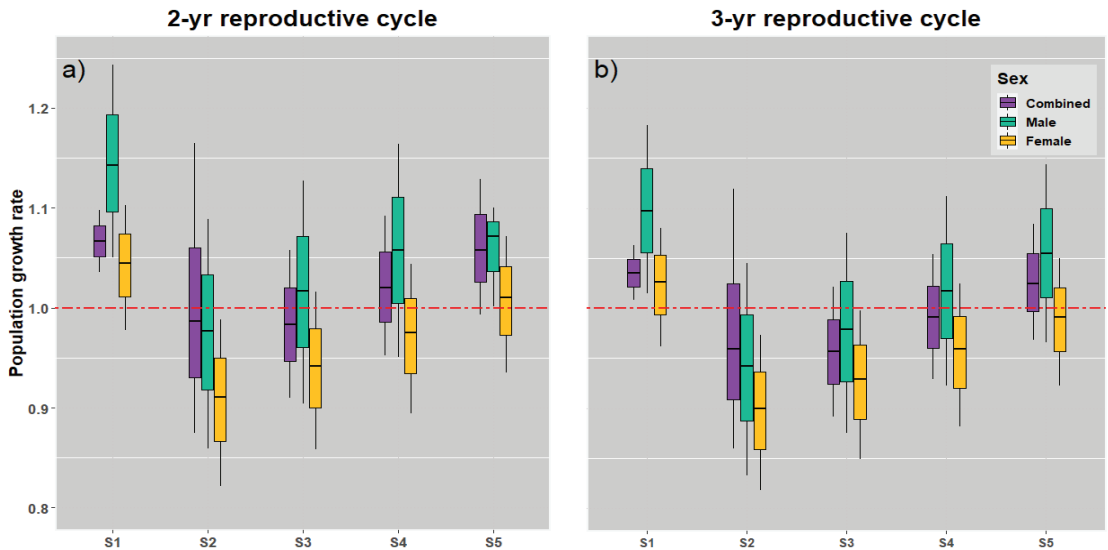 2-yr reproductive cycle
3-yr reproductive cycle
a)
b)
Sex
Combined
Male
Female
Population growth rate
1.2
1.1
1.0
0.9
0.8
S1 S2 S3 S4 S5
S1 S2 S3 S4 S5